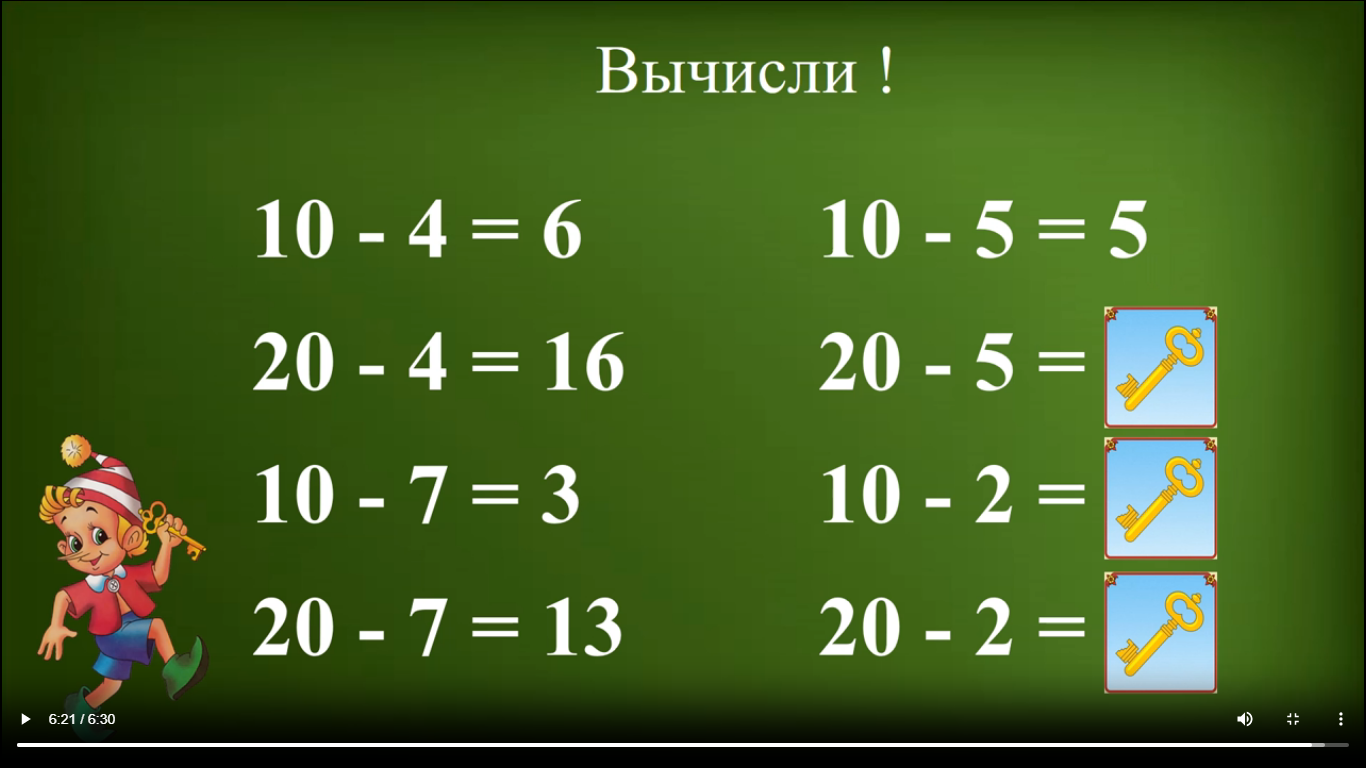 Вычисли !
10 - 4 = 6
20 - 4 = 16
10 - 7 = 3
20 - 7 = 13
10 - 5 = 5
20 - 5 =
10 - 2 =
20 - 2 =
6:21 / 6:30